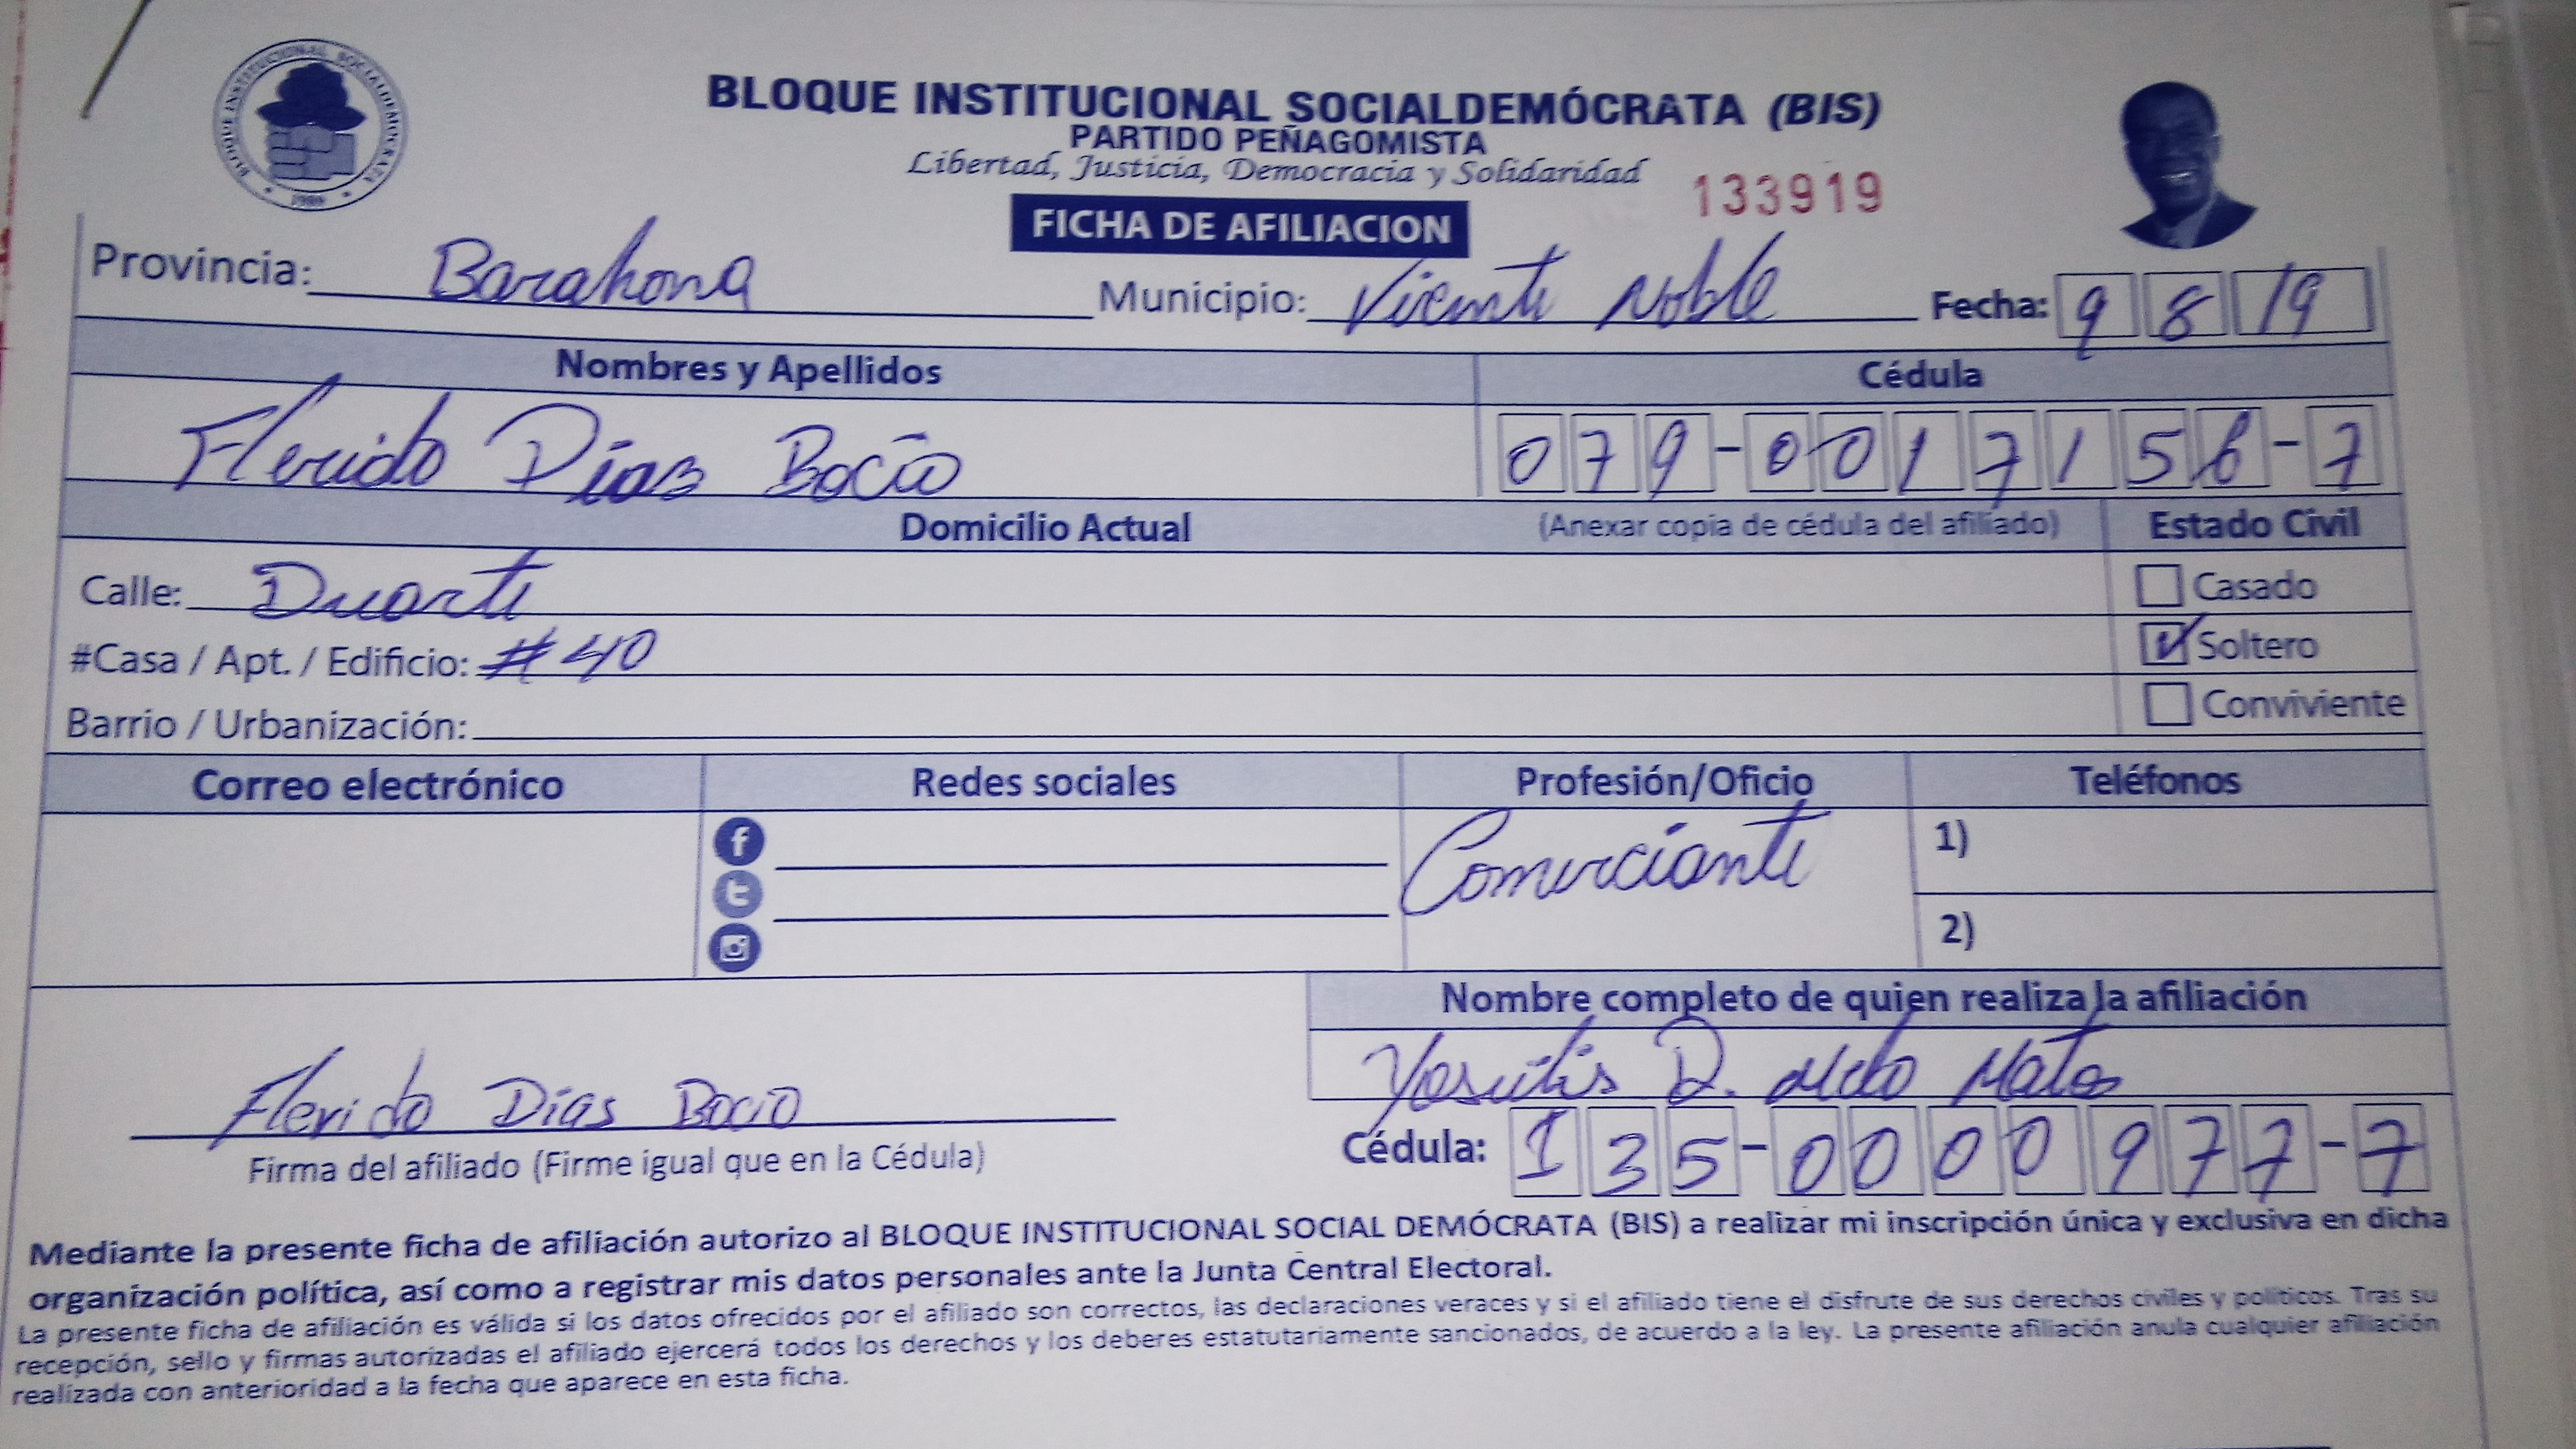 BLOQUE INSTITUCIONAL SOCIALDEMOCRATA
1989
BLOQUE INSTITUCIONAL SOCIALDEMÓCRATA (BIS)
PARTIDO PEÑAGOMISTA
Libertad, Justicia, Democracia y Solidaridad
133919
FICHA DE AFILIACION
Provincia: Barahona Municipio: Vicente Noble Fecha: 9 8 19
Nombres y Apellidos Cédula
Flerido Dias Bocio 079-0017156-7
Domicilio Actual (Anexar copia de cédula del afiliado) Estado Civil
Calle: Duarte Casado
#Casa / Apt. / Edificio: #40 Soltero
Barrio / Urbanización: Conviviente
Correo electrónico Redes sociales Profesión/Oficio Teléfonos
Comerciante 1)
2)
Nombre completo de quien realiza la afiliación
D. Melo Matos
Flerido Dias Bocio
Cédula: 135-0000977-7
Firma del afiliado (Firme igual que en la Cédula)
Mediante la presente ficha de afiliación autorizo al BLOQUE INSTITUCIONAL SOCIAL DEMÓCRATA (BIS) a realizar mi inscripción única y exclusiva en dicha
organización política, así como a registrar mis datos personales ante la Junta Central Electoral.
La presente ficha de afiliación es válida si los datos ofrecidos por el afiliado son correctos, las declaraciones veraces y si el afiliado tiene el disfrute de sus derechos civiles y políticos. Tras su
recepción, sello y firmas autorizadas el afiliado ejercerá todos los derechos y los deberes estatutariamente sancionados, de acuerdo a la ley. La presente afiliación anula cualquier afiliación
realizada con anterioridad a la fecha que aparece en esta ficha.